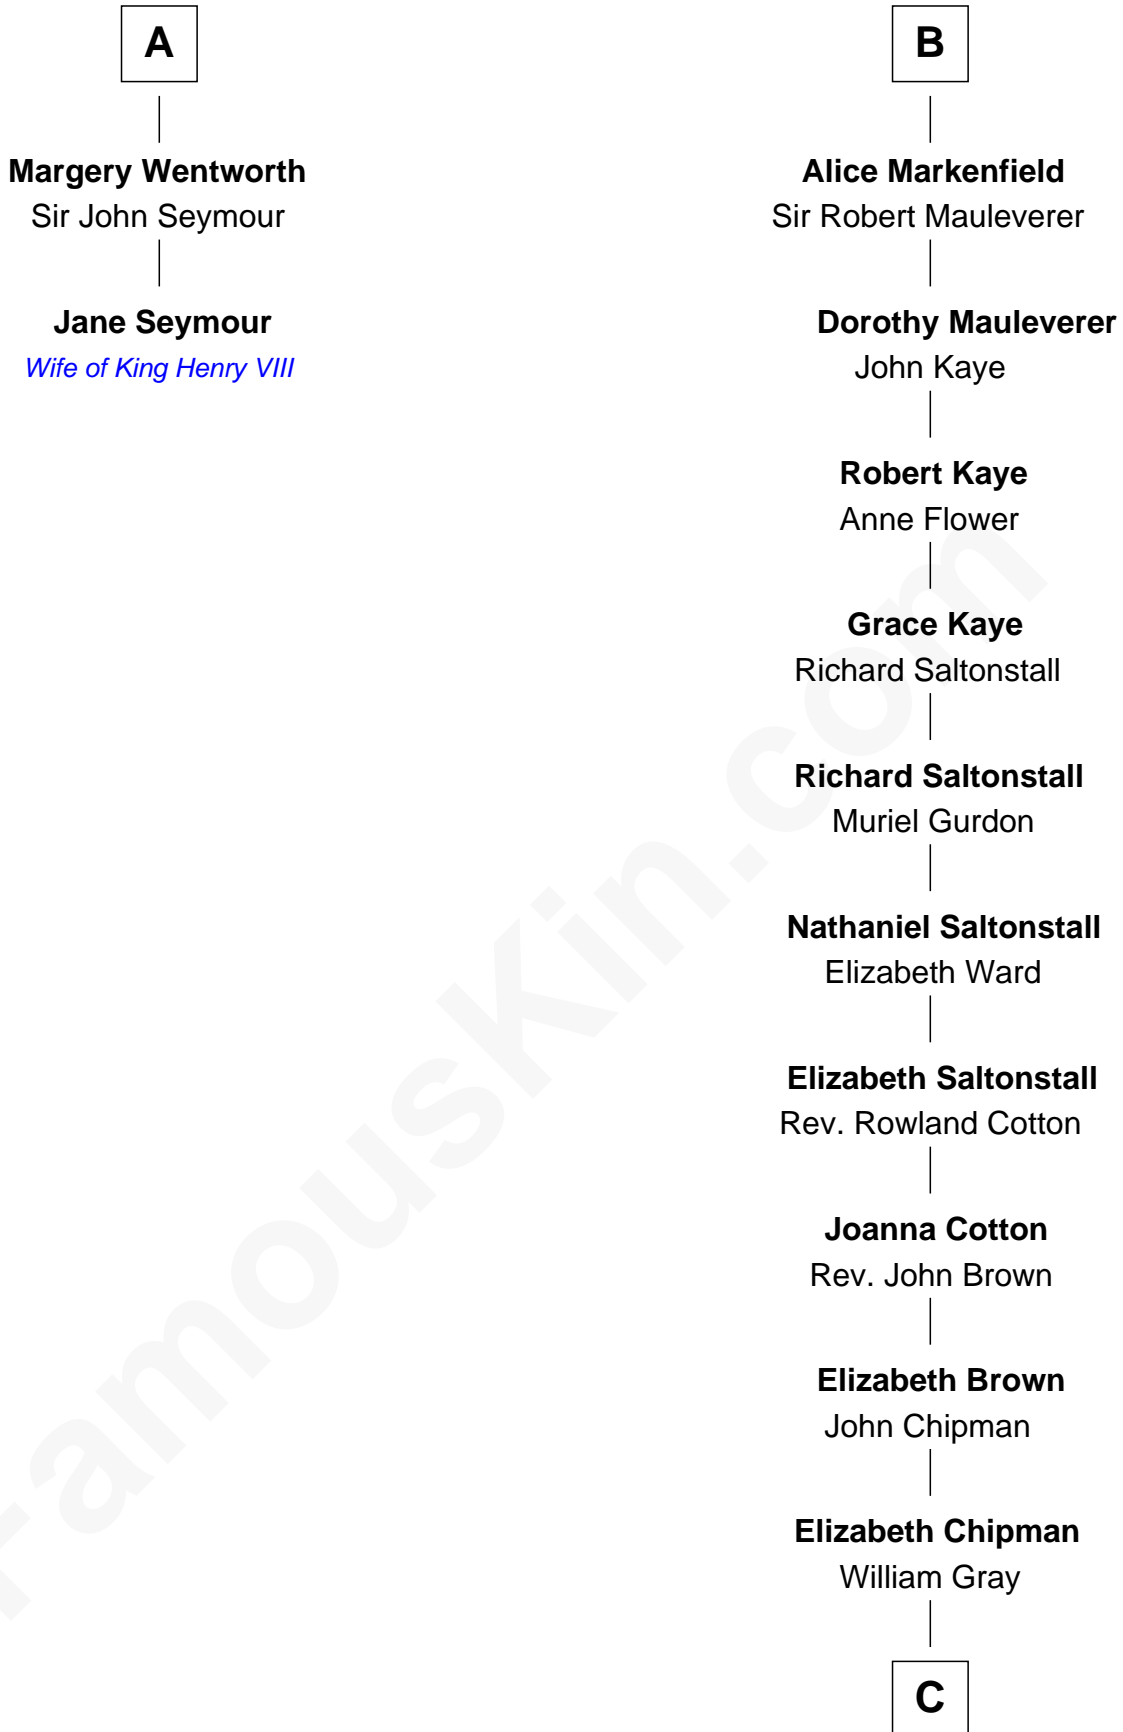 A
Margery Wentworth
Sir John Seymour
Jane Seymour
Wife of King Henry VIII
B
Alice Markenfield
Sir Robert Mauleverer
Dorothy Mauleverer
John Kaye
Robert Kaye
Anne Flower
Grace Kaye
Richard Saltonstall
Richard Saltonstall
Muriel Gurdon
Nathaniel Saltonstall
Elizabeth Ward
Elizabeth Saltonstall
Rev. Rowland Cotton
Joanna Cotton
Rev. John Brown
Elizabeth Brown
John Chipman
Elizabeth Chipman
William Gray
C
FamousKin.com